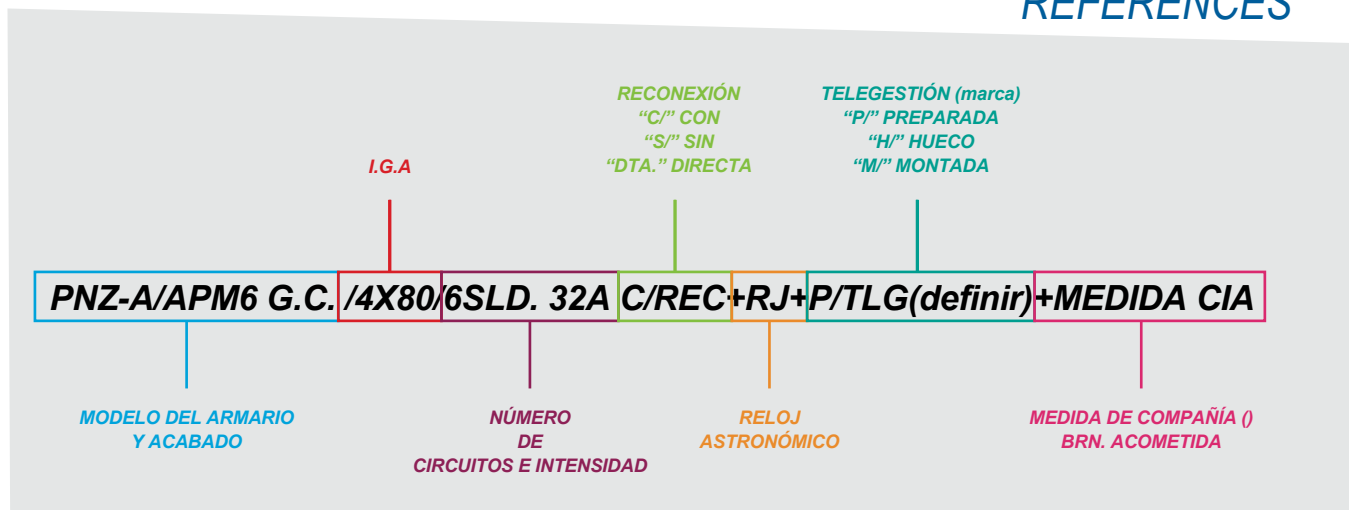 REFERENCES
RECONEXIÓN
“C/” CON
“S/” SIN
“DTA.” DIRECTA
TELEGESTIÓN (marca)
“P/” PREPARADA
“H/” HUECO
“M/” MONTADA
I.G.A
PNZ-A/APM6 G.C. /4X80/6SLD. 32A C/REC+RJ+P/TLG(definir)+MEDIDA CIA
MODELO DEL ARMARIO
Y ACABADO
NÚMERO
DE
CIRCUITOS E INTENSIDAD
RELOJ
ASTRONÓMICO
MEDIDA DE COMPAÑÍA ()
BRN. ACOMETIDA